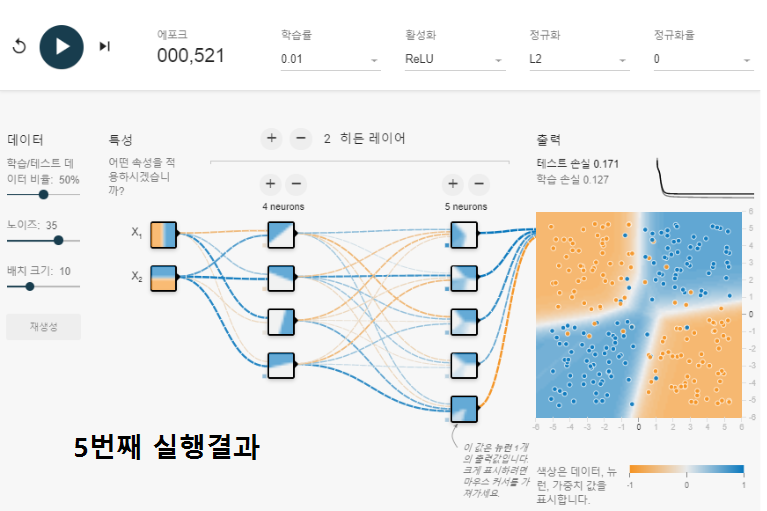 에포크
000,521
학습률
0.01
활성화
ReLU
정규화
L2
정규화율
0
데이터
학습/테스트 데
이터 비율: 50%
노이즈: 35
배치 크기: 10
재생성
특성
어떤 속성을 적
용하시겠습니
까?
X1
X2
+ − 2 히든 레이어
+ −
4 neurons
+ −
5 neurons
이 값은 뉴런 1개
의 출력값입니다.
크게 표시하려면
마우스 커서를 가
져가세요.
출력
테스트 손실 0.171
학습 손실 0.127
6
5
4
3
2
1
0
-1
-2
-3
-4
-5
-6
-6 -5 -4 -3 -2 -1 0 1 2 3 4 5 6
색상은 데이터, 뉴
런, 가중치 값을
표시합니다.
-1 0 1
5번째 실행결과